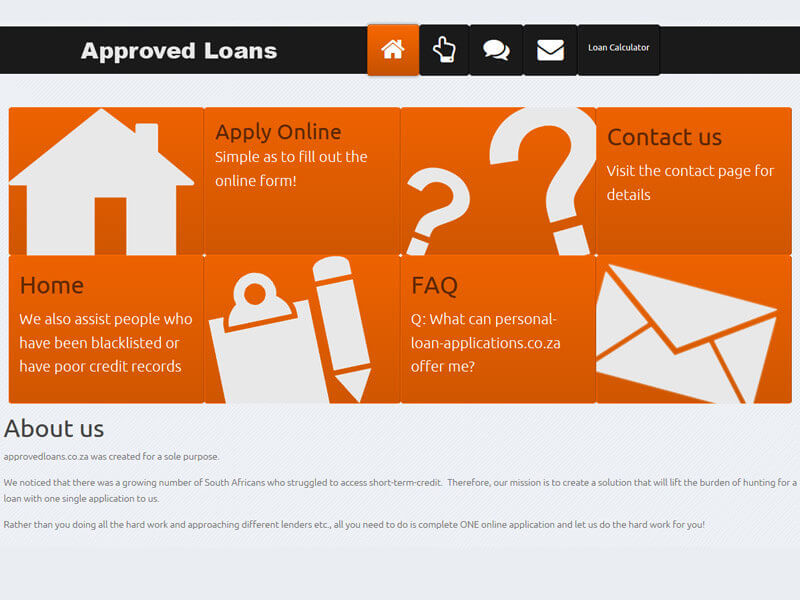 Approved Loans
Loan Calculator
Apply Online
Simple as to fill out the
online form!
Contact us
Visit the contact page for
details
Home
We also assist people who
have been blacklisted or
have poor credit records
FAQ
Q: What can personal-
loan-applications.co.za
offer me?
About us
approvedloans.co.za was created for a sole purpose.
We noticed that there was a growing number of South Africans who struggled to access short-term-credit.  Therefore, our mission is to create a solution that will lift the burden of hunting for a
loan with one single application to us.
Rather than you doing all the hard work and approaching different lenders etc., all you need to do is complete ONE online application and let us do the hard work for you!